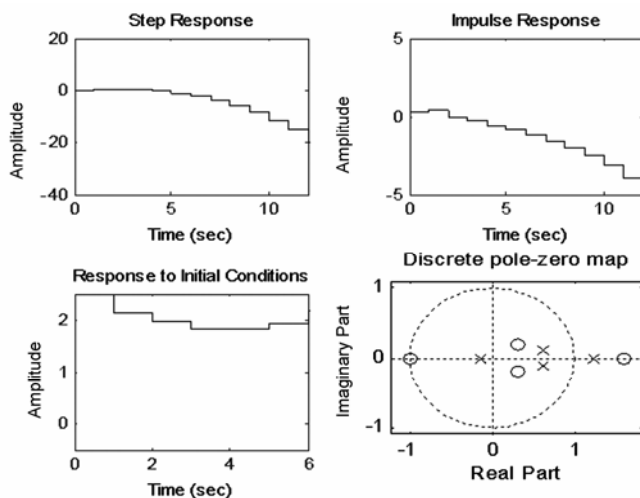 Step Response
20
0
-20
-40
Amplitude
0
5
10
Time (sec)
Impulse Response
5
0
-5
Amplitude
0
5
10
Time (sec)
Response to Initial Conditions
2
1
0
Amplitude
0
2
4
6
Time (sec)
Discrete pole-zero map
1
0
-1
Imaginary Part
-1
0
1
Real Part